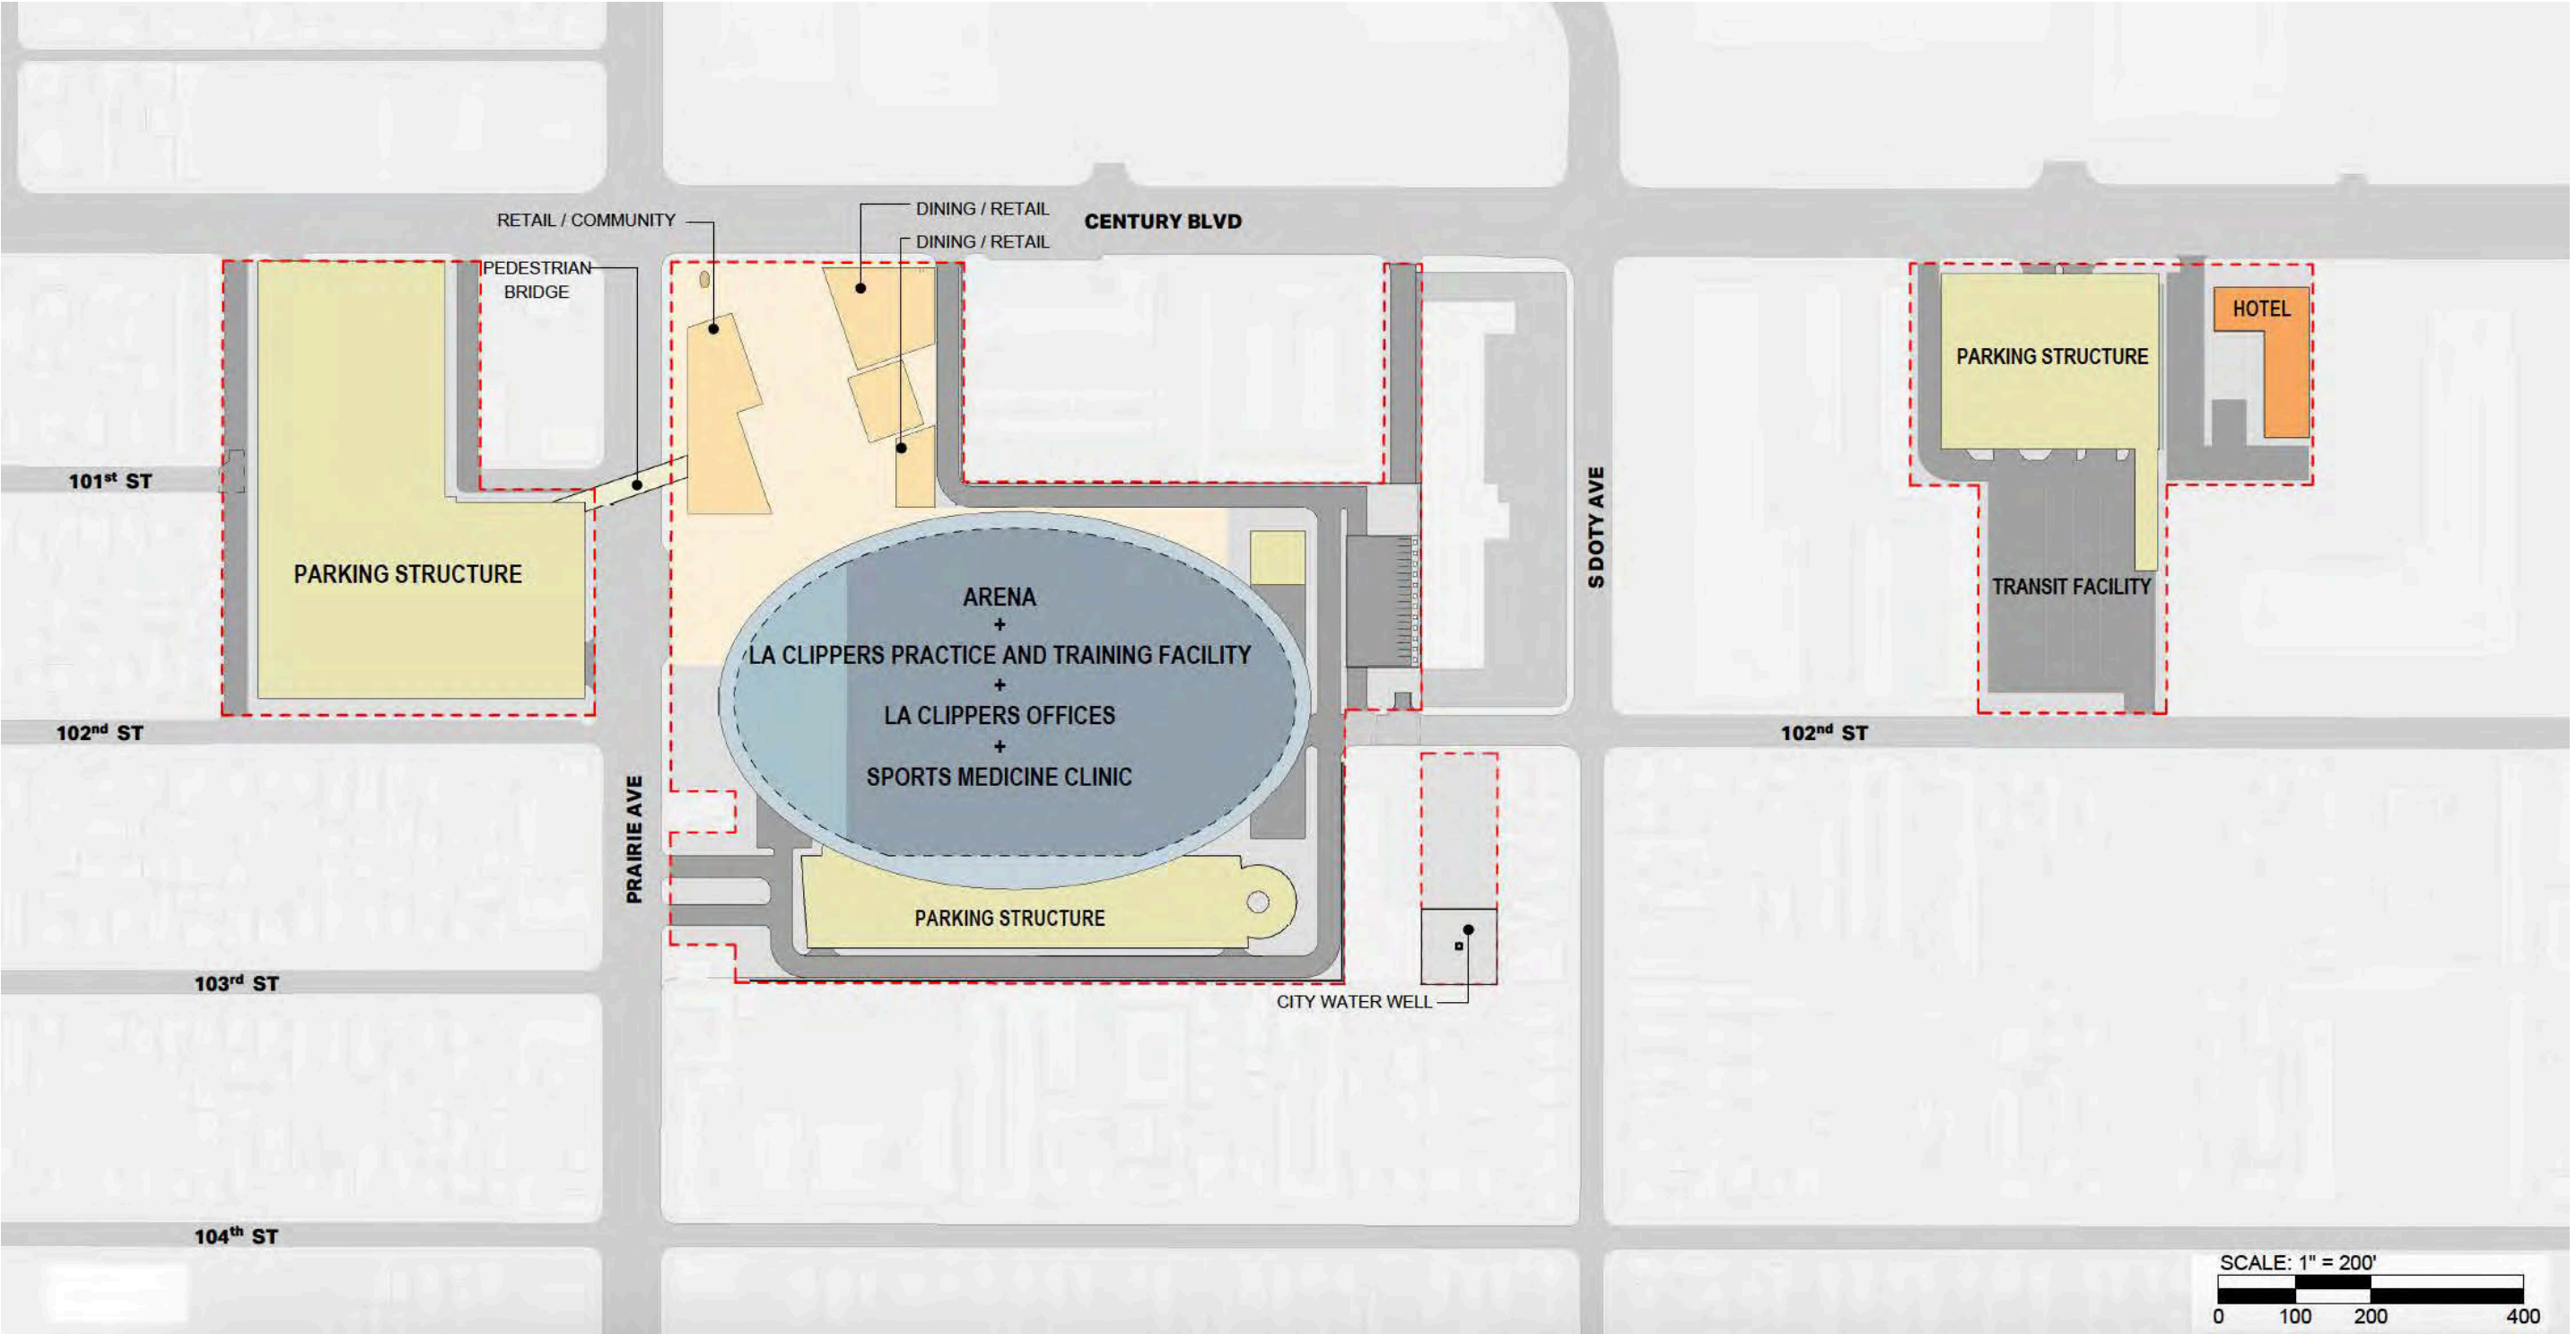 RETAIL / COMMUNITY
DINING / RETAIL
DINING / RETAIL
CENTURY BLVD
PEDESTRIAN
BRIDGE
HOTEL
PARKING STRUCTURE
101st ST
PARKING STRUCTURE
S DOTY AVE
TRANSIT FACILITY
ARENA
+
LA CLIPPERS PRACTICE AND TRAINING FACILITY
+
LA CLIPPERS OFFICES
+
SPORTS MEDICINE CLINIC
102nd ST
102nd ST
PRAIRIE AVE
PARKING STRUCTURE
103rd ST
CITY WATER WELL
104th ST
SCALE: 1" = 200'
0 100 200 400